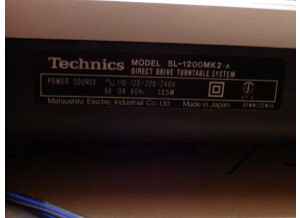 Technics MODEL SL-1200MK2-A
DIRECT DRIVE TURNTABLE SYSTEM
POWER SOURCE ∿ 110-120/220-240V
50 OR 60Hz 13.5W
Matsushita Electric Industrial Co., Ltd. Made in Japan